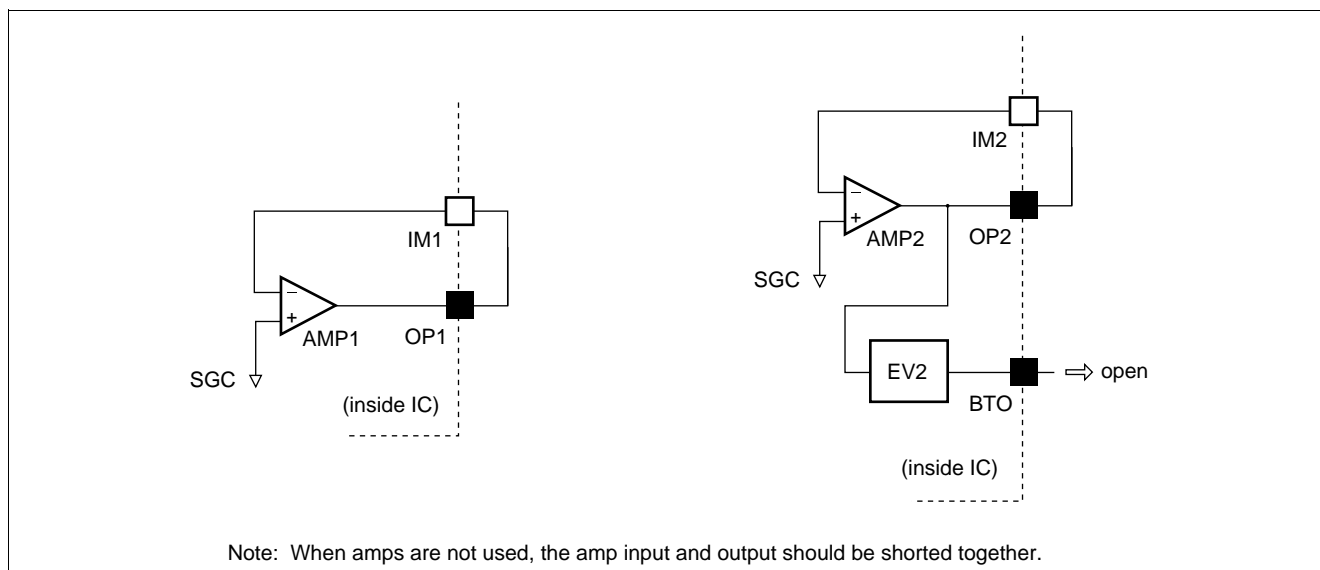 IM1
−
+
AMP1
OP1
SGC
(inside IC)
IM2
−
+
AMP2
OP2
SGC
EV2
BTO
open
(inside IC)
Note: When amps are not used, the amp input and output should be shorted together.